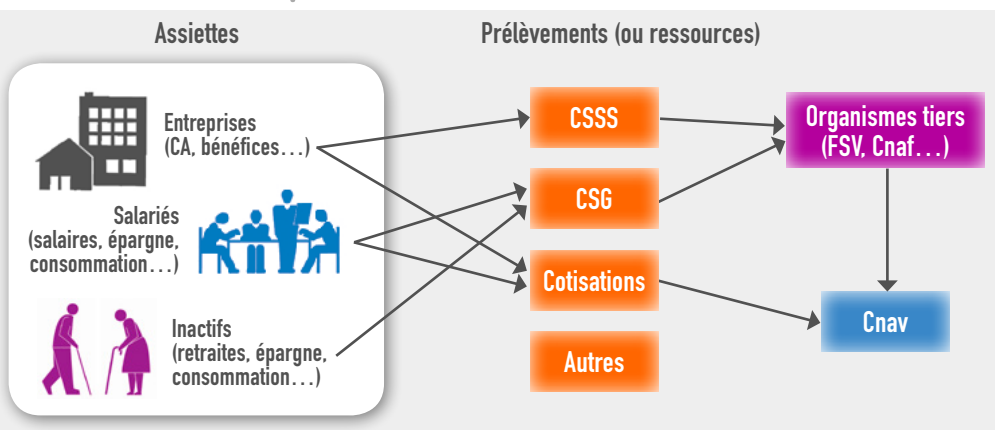 Assiettes
Prélèvements (ou ressources)
Entreprises
(CA, bénéfices...)
Salariés
(salaires, épargne,
consommation...)
Inactifs
(retraites, épargne,
consommation...)
CSSS
CSG
Cotisations
Autres
Organismes tiers
(FSV, Cnaf...)
Cnav